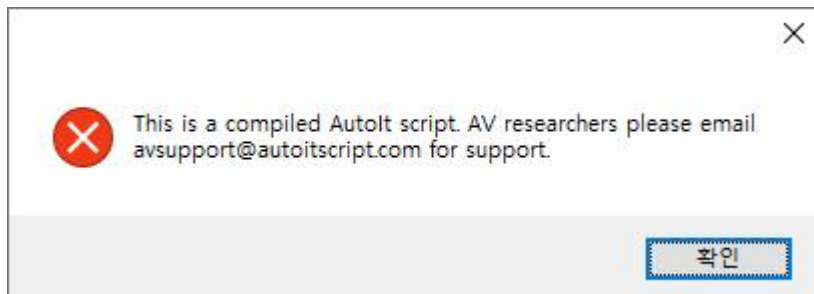 This is a compiled AutoIt script. AV researchers please email
avsupport@autoitscript.com for support.
확인